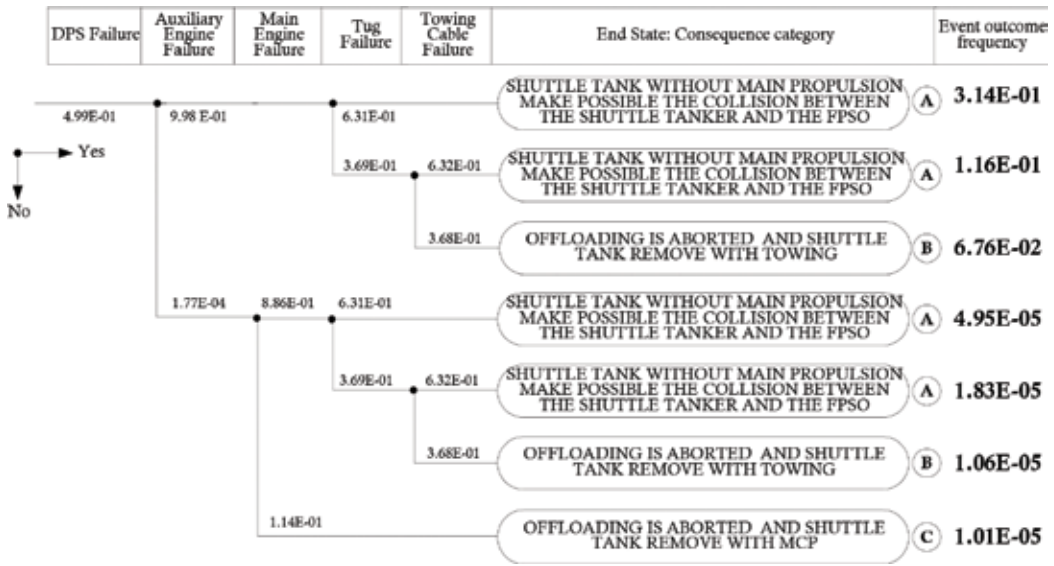 DPS Failure
Auxiliary
Engine
Failure
Main
Engine
Failure
Tug
Failure
Towing
Cable
Failure
End State: Consequence category
Event outcomes
frequency
4.99E-01
9.98 E-01
6.31E-01
SHUTTLE TANK WITHOUT MAIN PROPULSION
MAKE POSSIBLE THE COLLISION BETWEEN
THE SHUTTLE TANKER AND THE FPSO
A
3.14E-01
Yes
No
3.69E-01
6.32E-01
SHUTTLE TANK WITHOUT MAIN PROPULSION
MAKE POSSIBLE THE COLLISION BETWEEN
THE SHUTTLE TANKER AND THE FPSO
A
1.16E-01
3.68E-01
OFFLOADING IS ABORTED AND SHUTTLE
TANK REMOVE WITH TOWING
B
6.76E-02
1.77E-04
8.86E-01
6.31E-01
SHUTTLE TANK WITHOUT MAIN PROPULSION
MAKE POSSIBLE THE COLLISION BETWEEN
THE SHUTTLE TANKER AND THE FPSO
A
4.95E-05
3.69E-01
6.32E-01
SHUTTLE TANK WITHOUT MAIN PROPULSION
MAKE POSSIBLE THE COLLISION BETWEEN
THE SHUTTLE TANKER AND THE FPSO
A
1.83E-05
3.68E-01
OFFLOADING IS ABORTED AND SHUTTLE
TANK REMOVE WITH TOWING
B
1.06E-05
1.14E-01
OFFLOADING IS ABORTED AND SHUTTLE
TANK REMOVE WITH MCP
C
1.01E-05